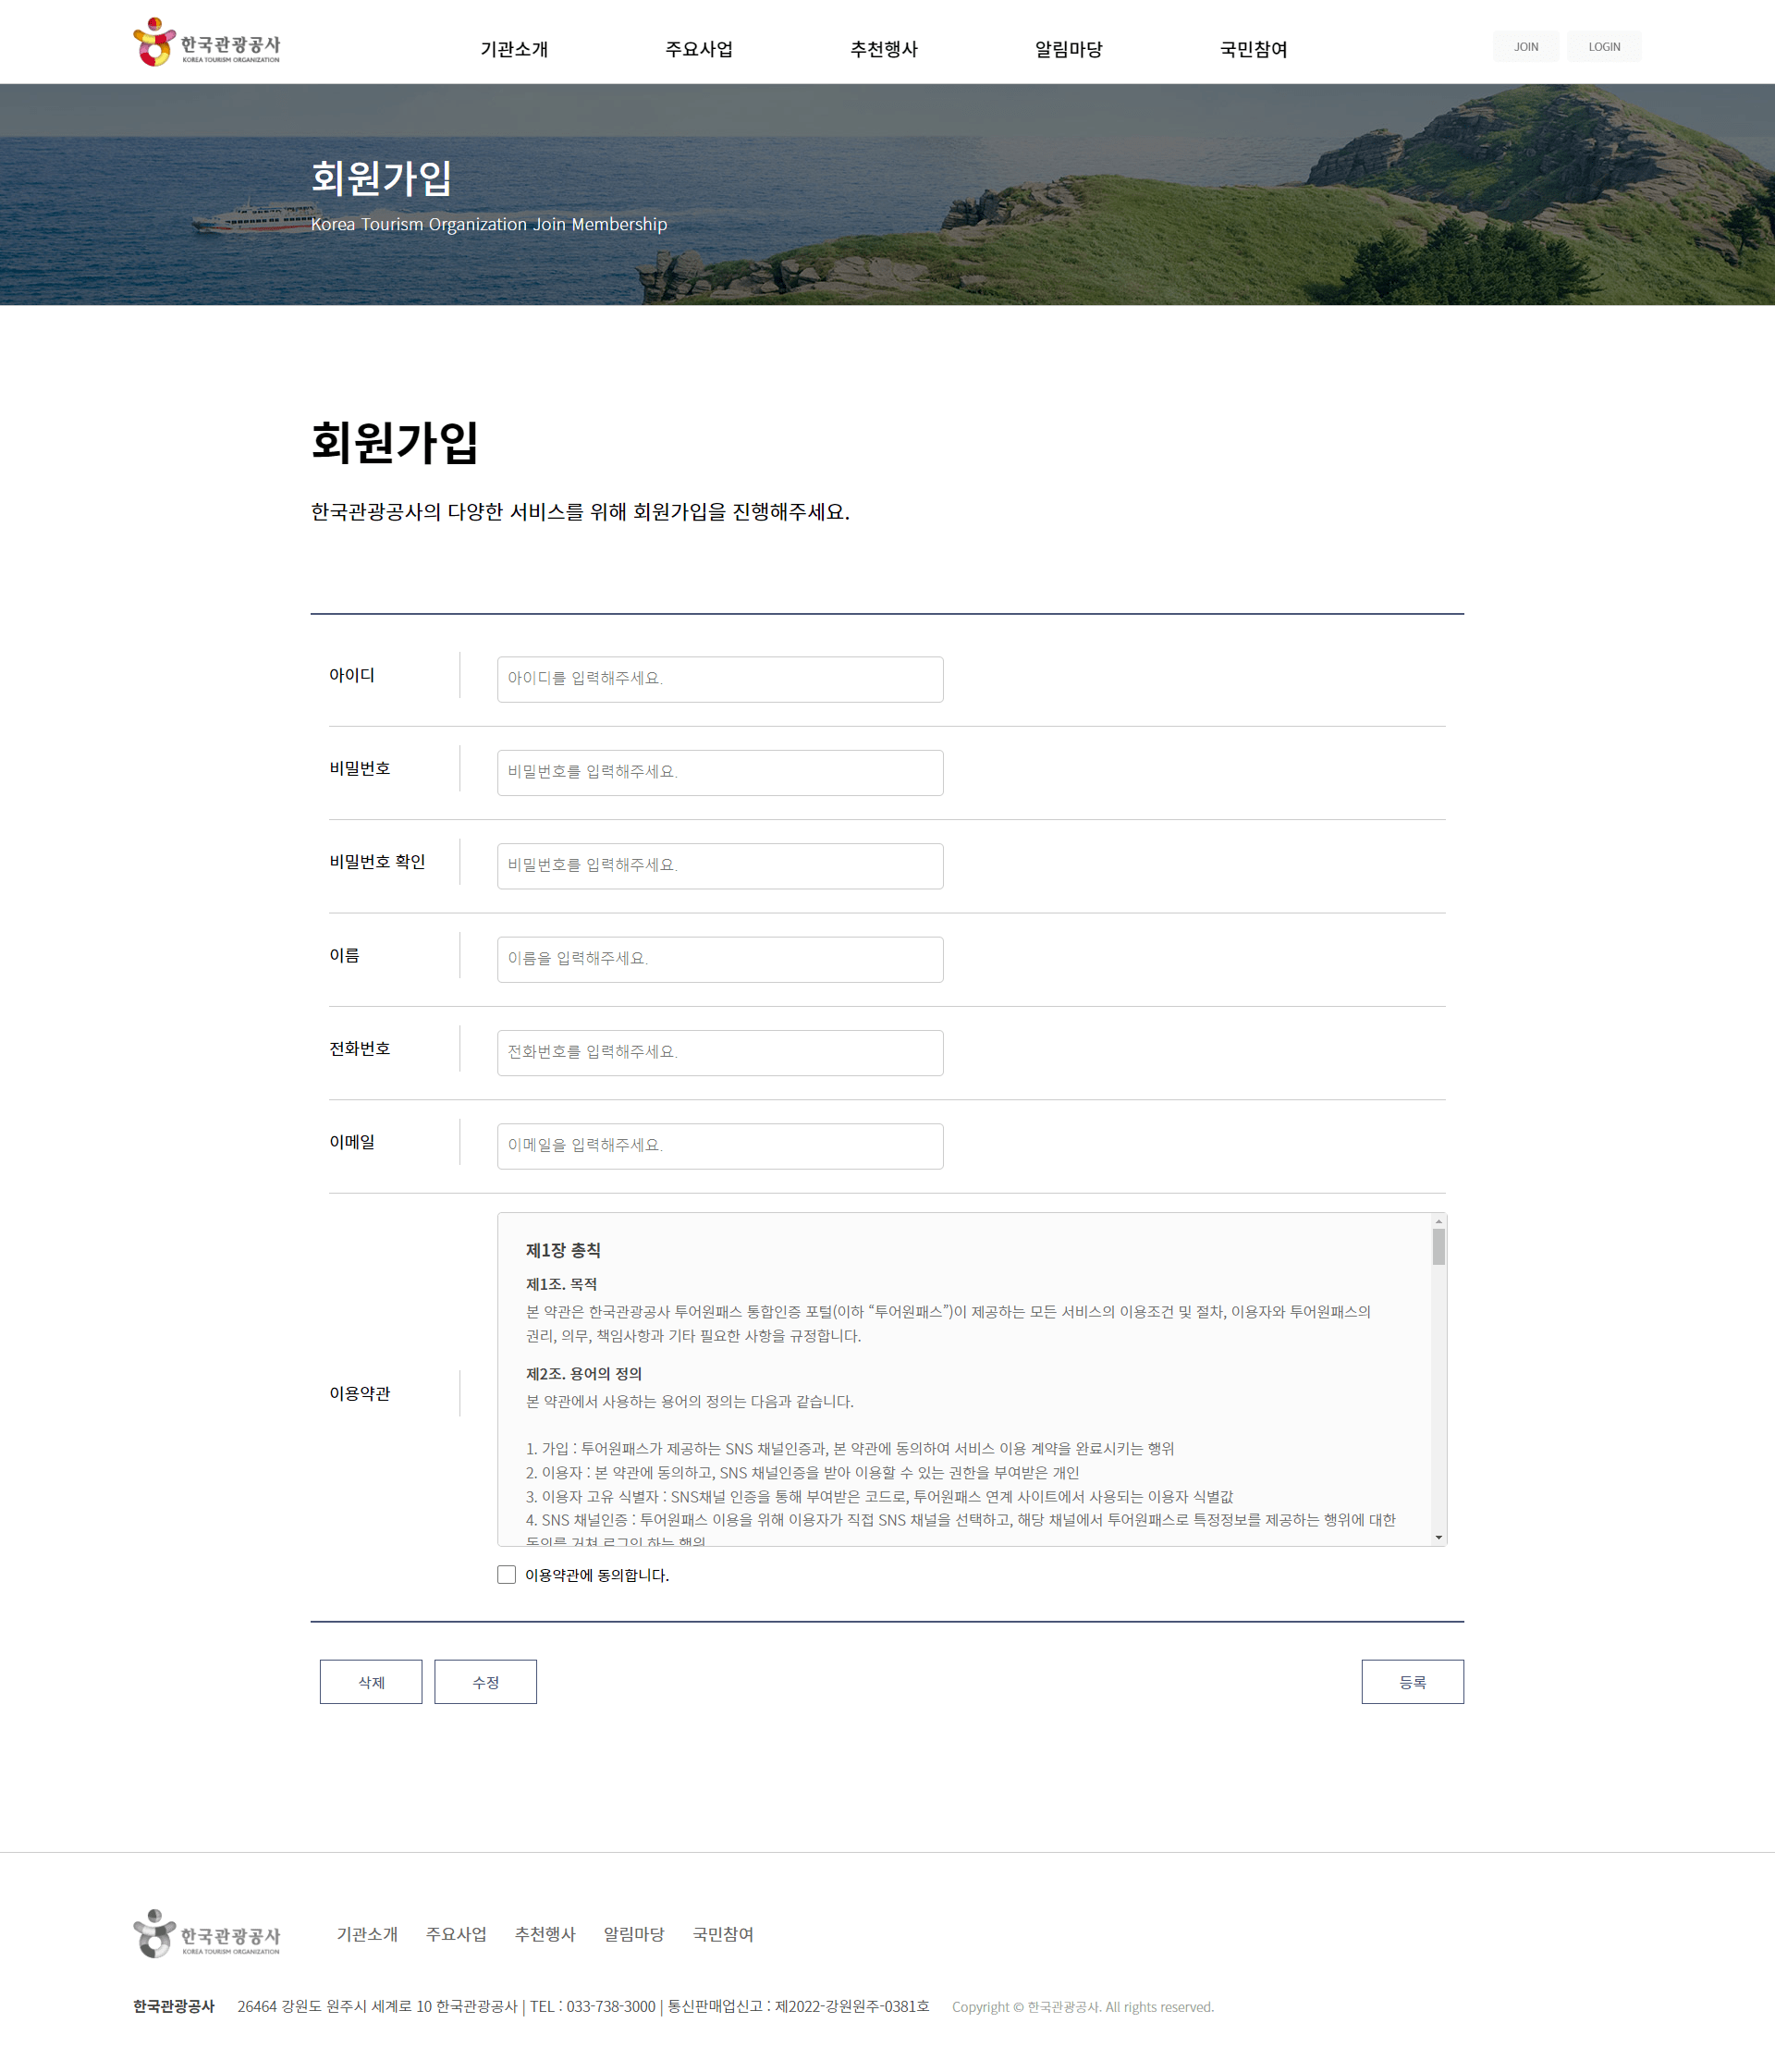 한국관광공사
KOREA TOURISM ORGANIZATION
기관소개
주요사업
추천행사
알림마당
국민참여
JOIN
LOGIN
회원가입
Korea Tourism Organization Join Membership
회원가입
한국관광공사의 다양한 서비스를 위해 회원가입을 진행해주세요.
아이디
아이디를 입력해주세요.
비밀번호
비밀번호를 입력해주세요.
비밀번호 확인
비밀번호를 입력해주세요.
이름
이름을 입력해주세요.
전화번호
전화번호를 입력해주세요.
이메일
이메일을 입력해주세요.
이용약관
제1장 총칙
제1조. 목적
본 약관은 한국관광공사 투어원패스 통합인증 포털(이하 “투어원패스”)이 제공하는 모든 서비스의 이용조건 및 절차, 이용자와 투어원패스의
권리, 의무, 책임사항과 기타 필요한 사항을 규정합니다.
제2조. 용어의 정의
본 약관에서 사용하는 용어의 정의는 다음과 같습니다.
1. 가입 : 투어원패스가 제공하는 SNS 채널인증과, 본 약관에 동의하여 서비스 이용 계약을 완료시키는 행위
2. 이용자 : 본 약관에 동의하고, SNS 채널인증을 받아 이용할 수 있는 권한을 부여받은 개인
3. 이용자 고유 식별자 : SNS채널 인증을 통해 부여받은 코드로, 투어원패스 연계 사이트에서 사용되는 이용자 식별값
4. SNS 채널인증 : 투어원패스 이용을 위해 이용자가 직접 SNS 채널을 선택하고, 해당 채널에서 투어원패스로 특정정보를 제공하는 행위에 대한
동의를 거쳐 로그인 하는 행위
이용약관에 동의합니다.
삭제
수정
등록
한국관광공사
KOREA TOURISM ORGANIZATION
기관소개
주요사업
추천행사
알림마당
국민참여
한국관광공사 26464 강원도 원주시 세계로 10 한국관광공사 | TEL : 033-738-3000 | 통신판매업신고 : 제2022-강원원주-0381호 Copyright © 한국관광공사. All rights reserved.